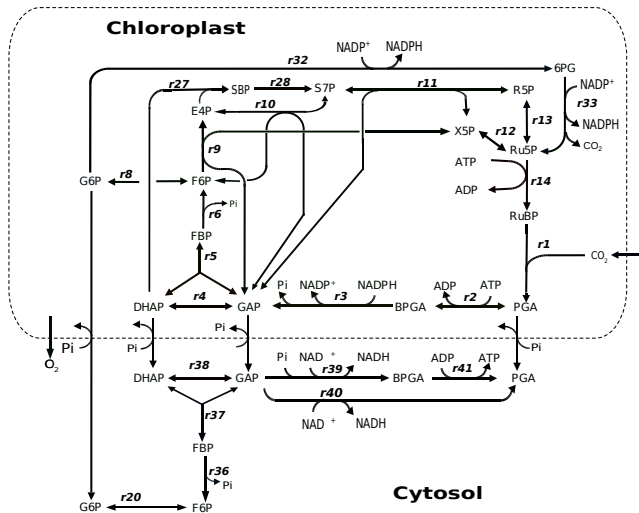 Chloroplast
NADP+ NADPH
r32
6PG
r27 SBP r28 S7P r11 R5P
NADP+
r33
E4P r10
r13
NADPH
X5P r12
r9
Ru5P CO2
ATP
G6P r8 F6P
r14
ADP
r6 Pi
RuBP
FBP
r5
r1
CO2
Pi NADP+ NADPH ADP ATP
DHAP r4 GAP r3 BPGA r2 PGA
Pi Pi Pi Pi
O2
Pi NAD + NADH ADP ATP
DHAP r38 GAP r39 BPGA r41 PGA
r40
r37
NAD + NADH
FBP
r36
Pi
Cytosol
G6P r20 F6P